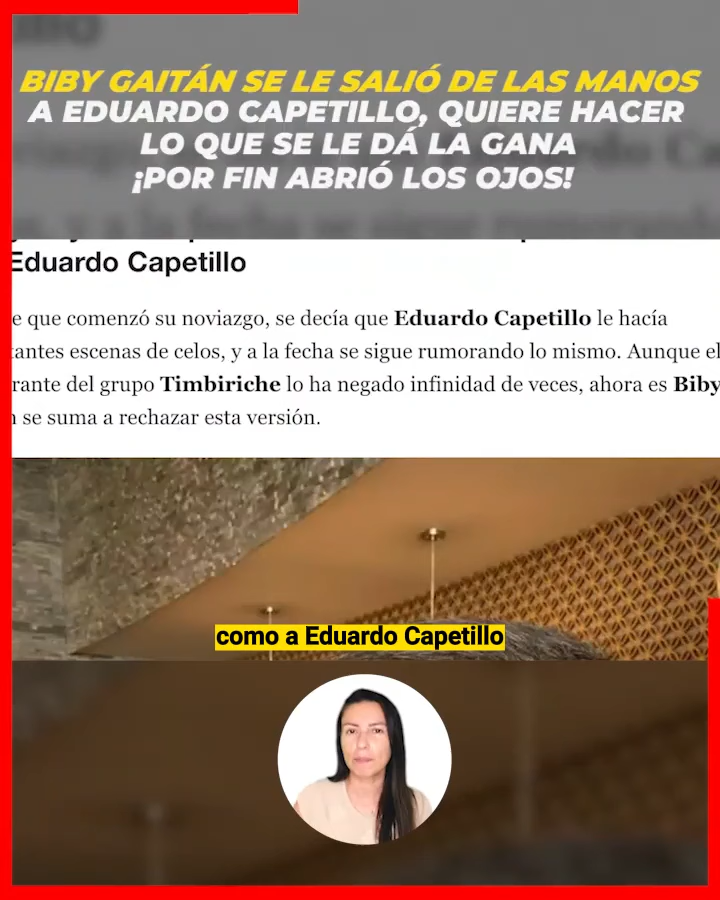 BIBY GAITÁN SE LE SALIÓ DE LAS MANOS
A EDUARDO CAPETILLO, QUIERE HACER
LO QUE SE LE DÁ LA GANA
¡POR FIN ABRIÓ LOS OJOS!
Eduardo Capetillo
e que comenzó su noviazgo, se decía que Eduardo Capetillo le hacía
tantes escenas de celos, y a la fecha se sigue rumorando lo mismo. Aunque el
rante del grupo Timbiriche lo ha negado infinidad de veces, ahora es Biby
n se suma a rechazar esta versión.
como a Eduardo Capetillo